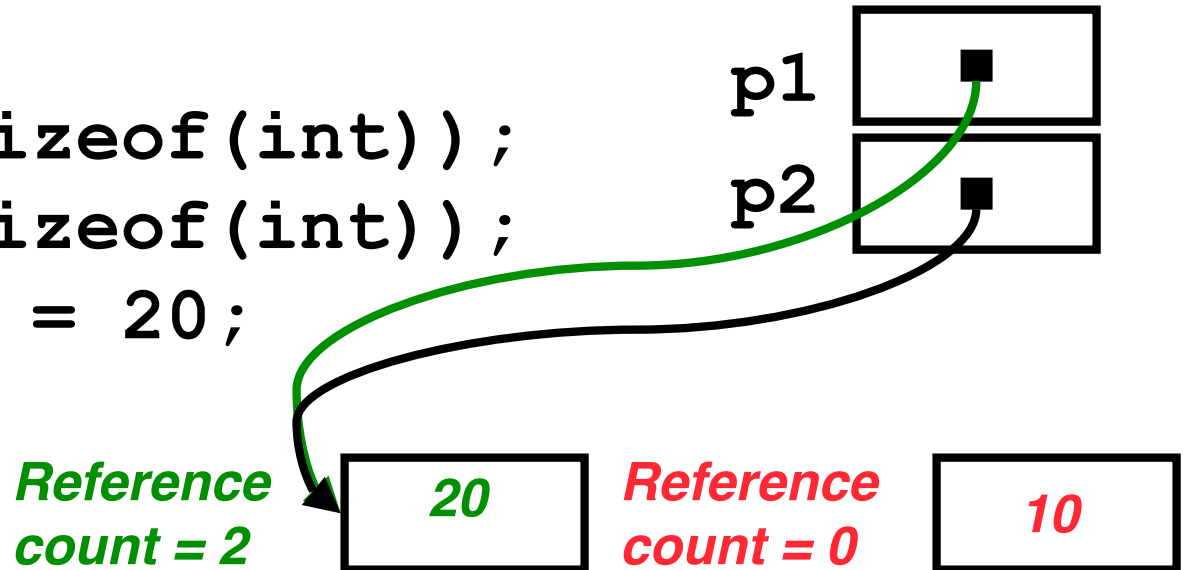 p1
izeof(int));
p2
izeof(int));
= 20;
Reference
count = 2
20
Reference
count = 0
10